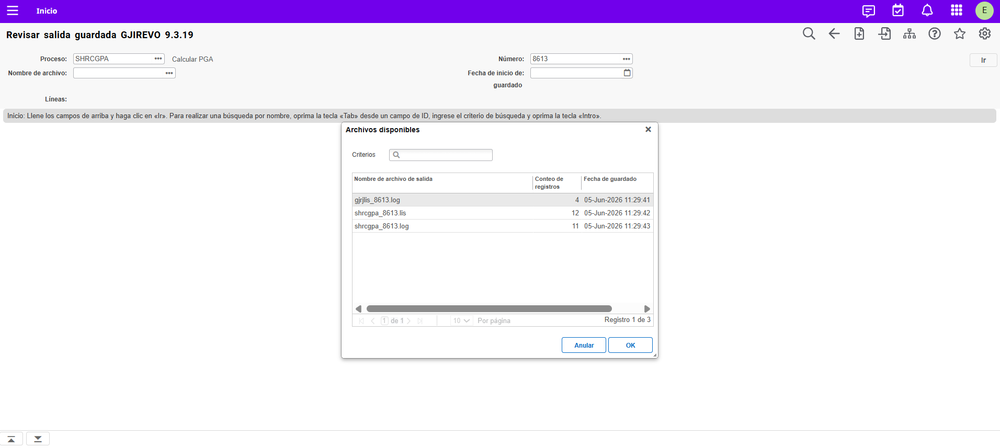 Inicio
E
Revisar salida guardada GJIREVO 9.3.19
Proceso: SHRCGPA Calcular PGA
Número: 8613
Ir
Nombre de archivo:
Fecha de inicio de:
guardado
Líneas:
Inicio: Llene los campos de arriba y haga clic en «Ir». Para realizar una búsqueda por nombre, oprima la tecla «Tab» desde un campo de ID, ingrese el criterio de búsqueda y oprima la tecla «Intro».
Archivos disponibles
Criterios
Nombre de archivo de salida
Conteo de
registros
Fecha de guardado
gjrjlis_8613.log 4 05-Jun-2026 11:29:41
shrcgpa_8613.lis 12 05-Jun-2026 11:29:42
shrcgpa_8613.log 11 05-Jun-2026 11:29:43
1 de 1 10 Por página Registro 1 de 3
Anular OK